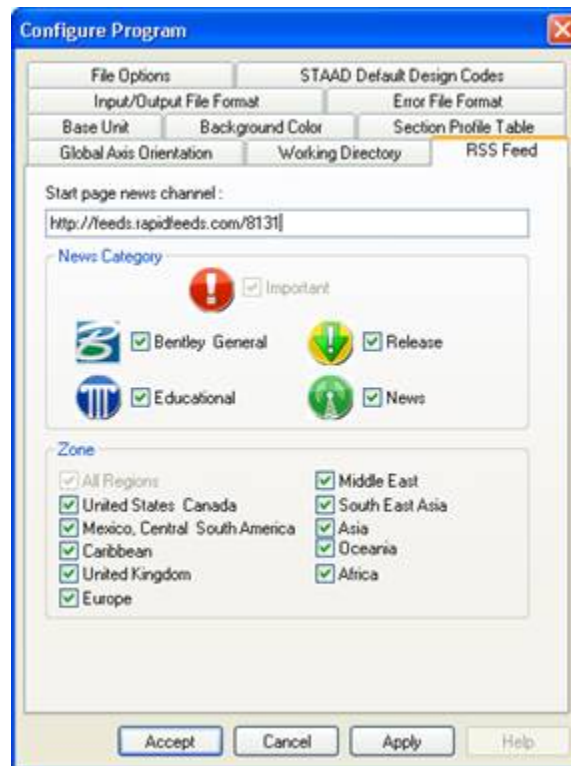 Configure Program
File Options STAAD Default Design Codes
Input/Output File Format Error File Format
Base Unit Background Color Section Profile Table
Global Axis Orientation Working Directory RSS Feed
Start page news channel :
http://feeds.rapidfeeds.com/8131
News Category
Important
Bentley General Release
Educational News
Zone
All Regions Middle East
United States Canada South East Asia
Mexico, Central South America Asia
Caribbean Oceania
United Kingdom Africa
Europe
Accept Cancel Apply Help